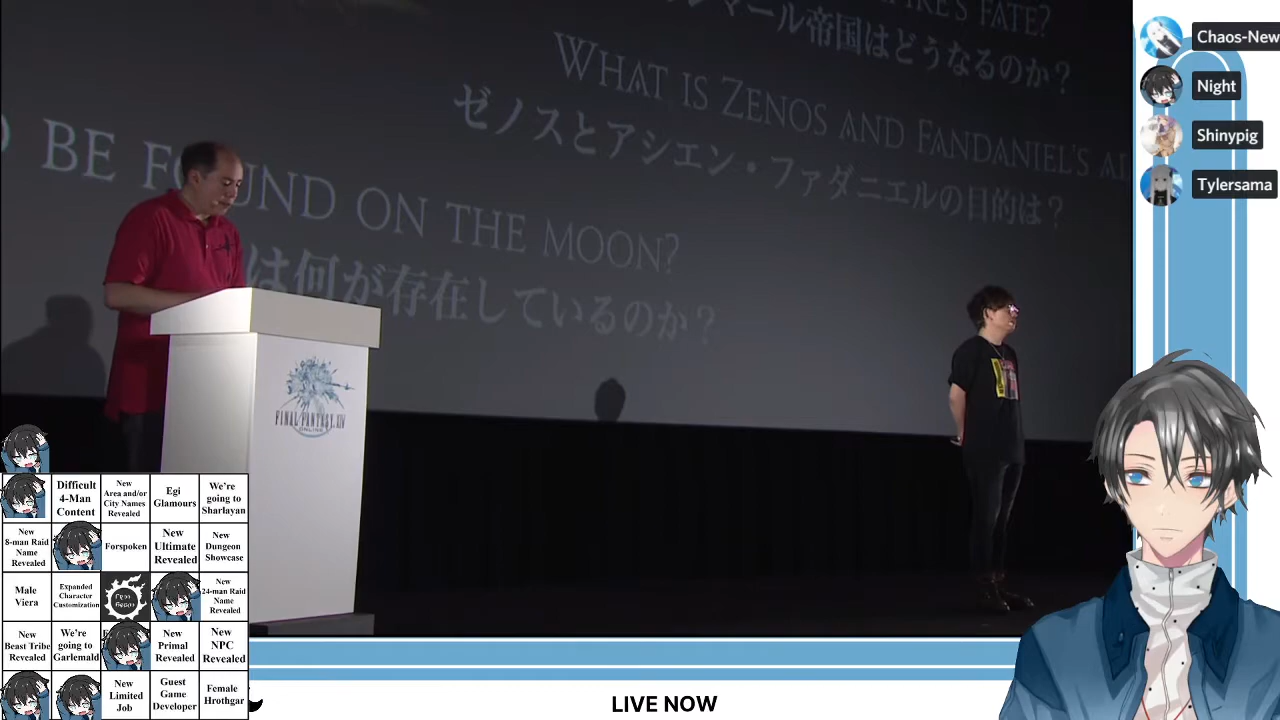 FIRE'S FATE?
マール帝国はどうなるのか？
WHAT IS ZENOS AND FANDANIEL'S AI
ゼノスとアシエン・ファダニエルの目的は？
BE FOUND ON THE MOON?
は何が存在しているのか？
FINAL FANTASY XIV
ONLINE
Chaos-New
Night
Shinypig
Tylersama
Difficult
4-Man
Content
New
Area and/or
City Names
Revealed
Egi
Glamours
We're
going to
Sharlayan
New
8-man Raid
Name
Revealed
Forspoken
New
Ultimate
Revealed
New
Dungeon
Showcase
Male
Viera
Expanded
Character
Customization
New
24-man Raid
Name
Revealed
New
Beast Tribe
Revealed
We're
going to
Garlemald
New
Primal
Revealed
New
NPC
Revealed
New
Limited
Job
Guest
Game
Developer
Female
Hrothgar
LIVE NOW